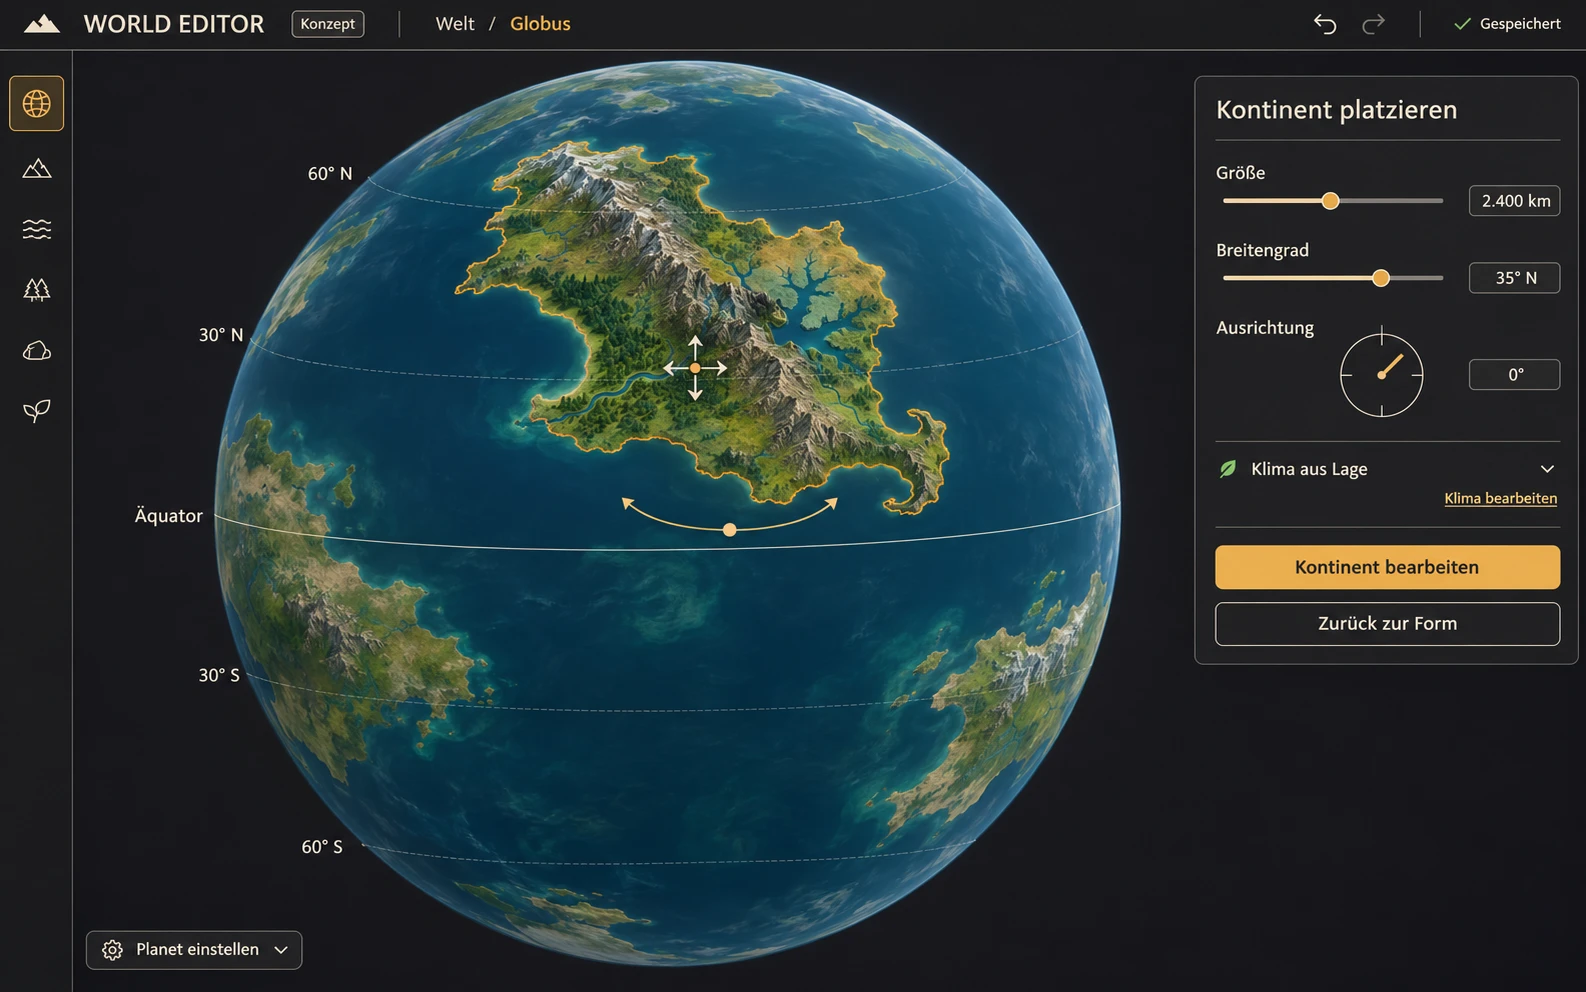 WORLD EDITOR
Konzept
Welt / Globus
Gespeichert
Kontinent platzieren
Größe
2.400 km
Breitengrad
35° N
Ausrichtung
0°
Klima aus Lage
Klima bearbeiten
Kontinent bearbeiten
Zurück zur Form
60° N
30° N
Äquator
30° S
60° S
Planet einstellen